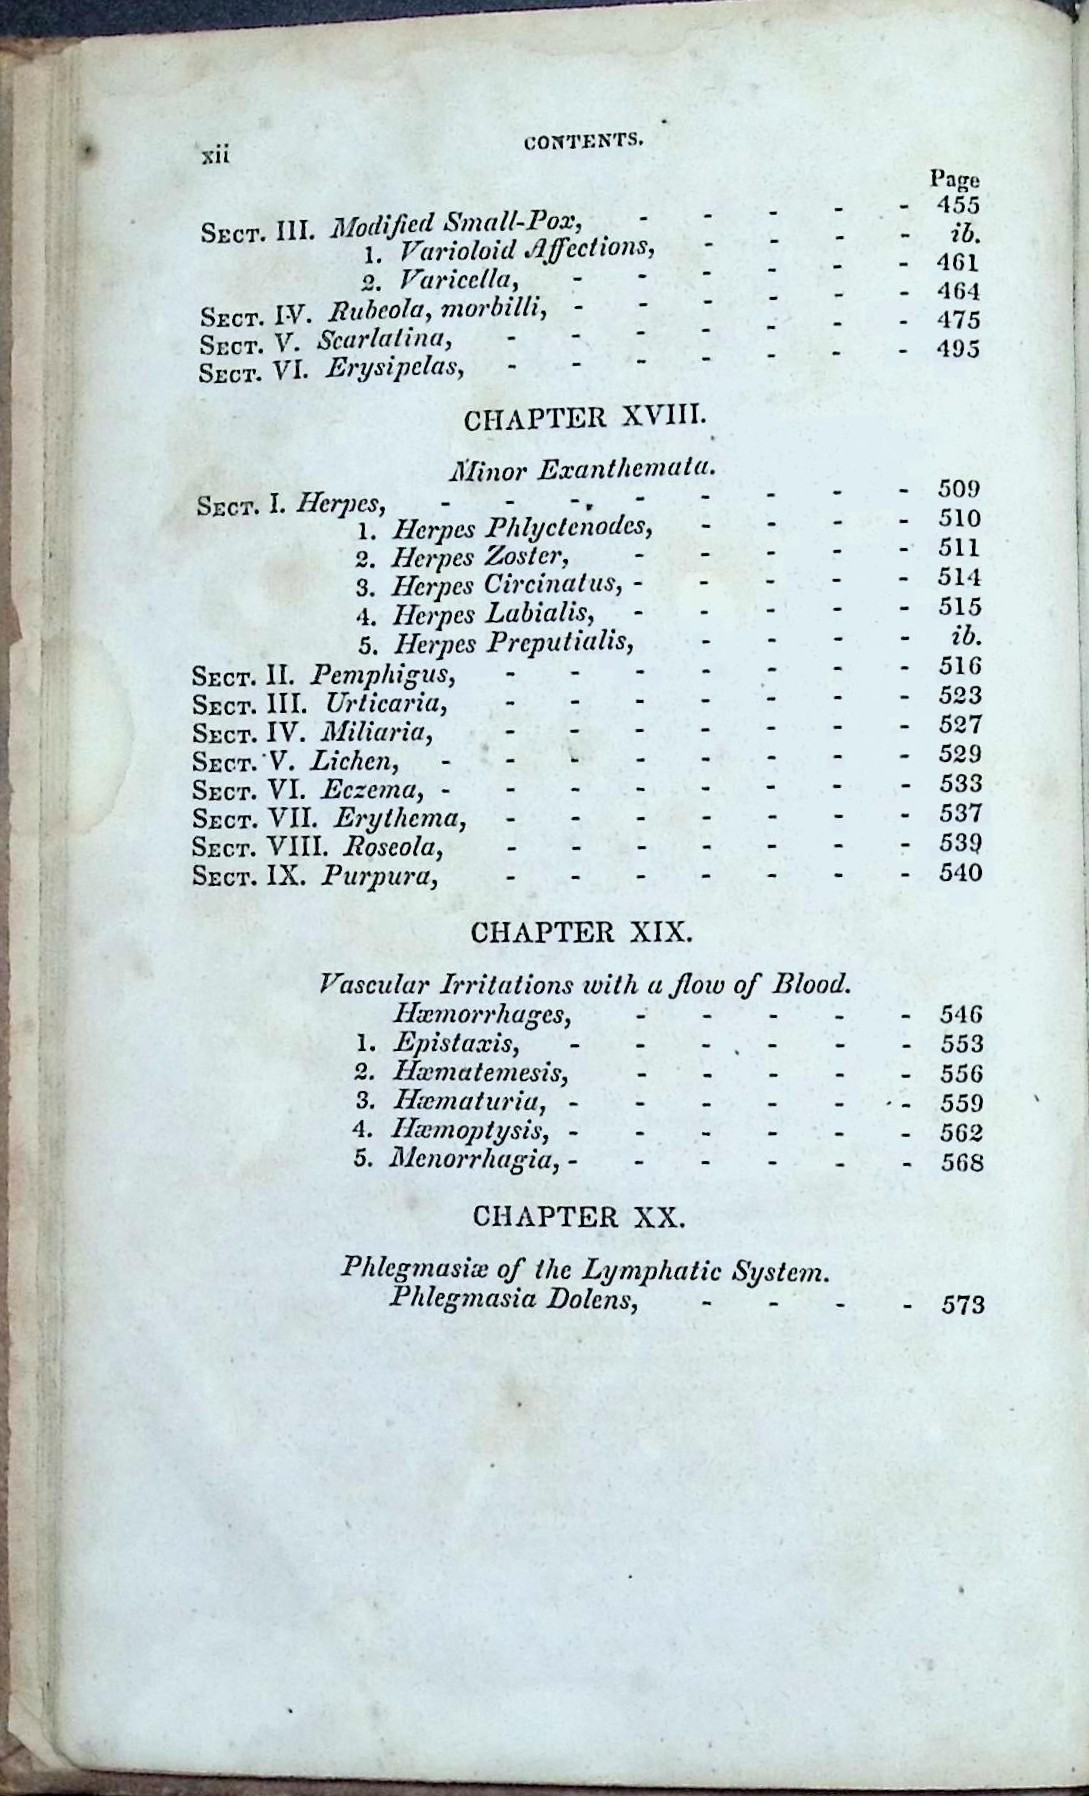 xii CONTENTS.
Page
SECT. III. Modified Small-Pox, - - - - - 455
1. Varioloid Affections, - - - - ib.
2. Varicella, - - - - - - 461
SECT. IV. Rubeola, morbilli, - - - - - - 464
SECT. V. Scarlatina, - - - - - - - 475
SECT. VI. Erysipelas, - - - - - - - 495
CHAPTER XVIII.
Minor Exanthemata.
SECT. I. Herpes, - - - - - - - - 509
1. Herpes Phlyctenodes, - - - - 510
2. Herpes Zoster, - - - - - 511
3. Herpes Circinatus, - - - - - 514
4. Herpes Labialis, - - - - - 515
5. Herpes Preputialis, - - - - ib.
SECT. II. Pemphigus, - - - - - - - 516
SECT. III. Urticaria, - - - - - - - 523
SECT. IV. Miliaria, - - - - - - - 527
SECT. V. Lichen, - - - - - - - - 529
SECT. VI. Eczema, - - - - - - - - 533
SECT. VII. Erythema, - - - - - - - 537
SECT. VIII. Roseola, - - - - - - - 539
SECT. IX. Purpura, - - - - - - - 540
CHAPTER XIX.
Vascular Irritations with a flow of Blood.
Hæmorrhages, - - - - - 546
1. Epistaxis, - - - - - - 553
2. Hæmatemesis, - - - - - 556
3. Hæmaturia, - - - - - - 559
4. Hæmoptysis, - - - - - - 562
5. Menorrhagia, - - - - - - 568
CHAPTER XX.
Phlegmasiæ of the Lymphatic System.
Phlegmasia Dolens, - - - - 573